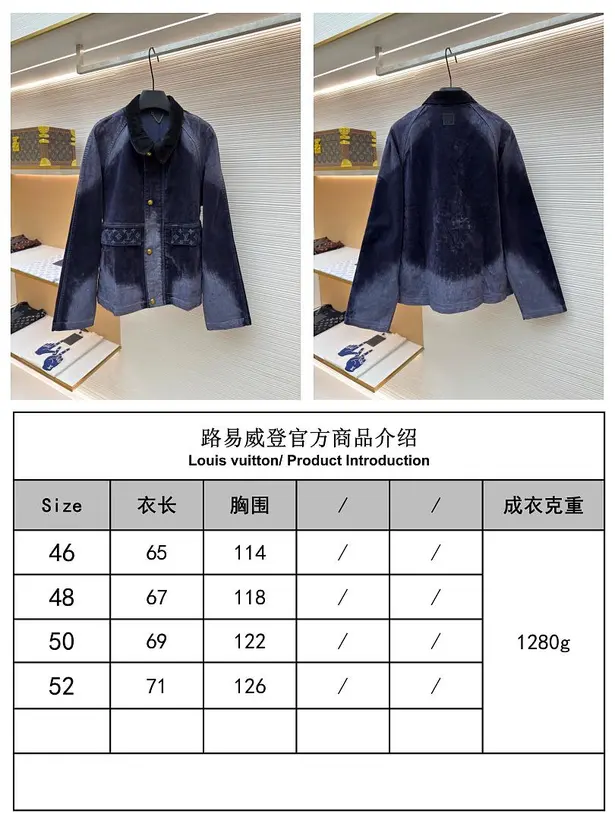 路易威登官方商品介绍
Louis vuitton/ Product Introduction
Size 衣长 胸围 / / 成衣克重
46 65 114 / /
48 67 118 / /
50 69 122 / / 1280g
52 71 126 / /